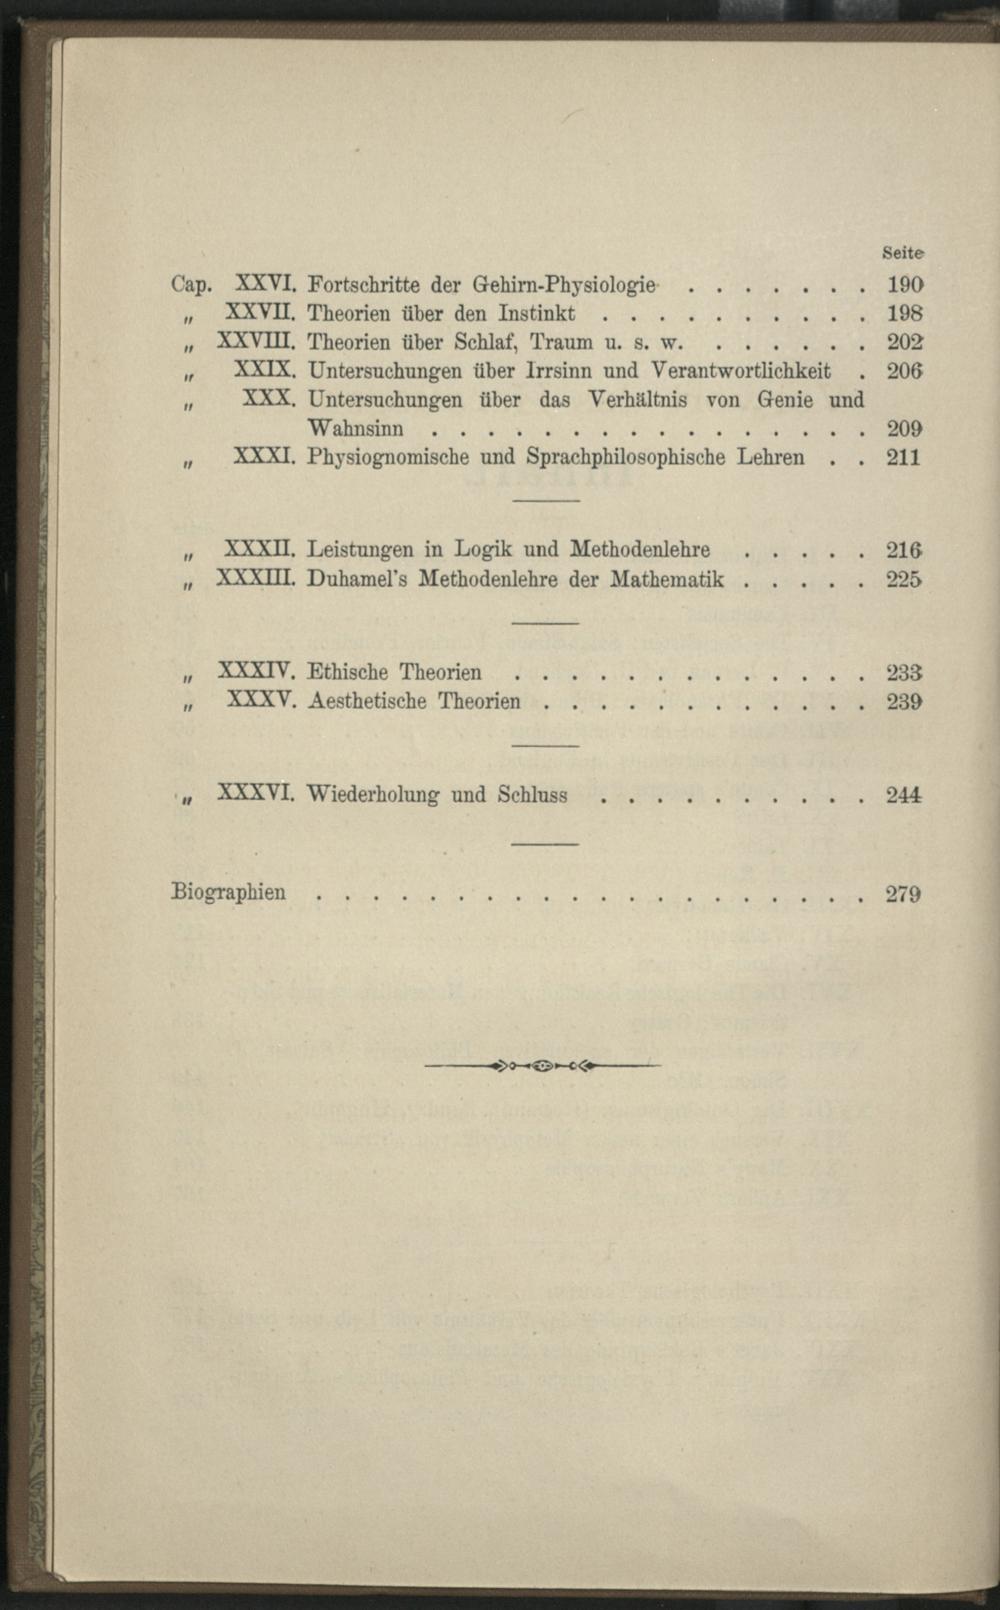 Seite
Cap. XXVI. Fortschritte der Gehirn-Physiologie . . . . . . . 190
„ XXVII. Theorien über den Instinkt . . . . . . . . . . 198
„ XXVIII. Theorien über Schlaf, Traum u. s. w. . . . . . . 202
„ XXIX. Untersuchungen über Irrsinn und Verantwortlichkeit . 206
„ XXX. Untersuchungen über das Verhältnis von Genie und
Wahnsinn . . . . . . . . . . . . . . . . 209
„ XXXI. Physiognomische und Sprachphilosophische Lehren . . 211
„ XXXII. Leistungen in Logik und Methodenlehre . . . . . 216
„ XXXIII. Duhamel's Methodenlehre der Mathematik . . . . . 225
„ XXXIV. Ethische Theorien . . . . . . . . . . . . . 233
„ XXXV. Aesthetische Theorien . . . . . . . . . . . . 239
„ XXXVI. Wiederholung und Schluss . . . . . . . . . . 244
Biographien . . . . . . . . . . . . . . . . . . . . 279